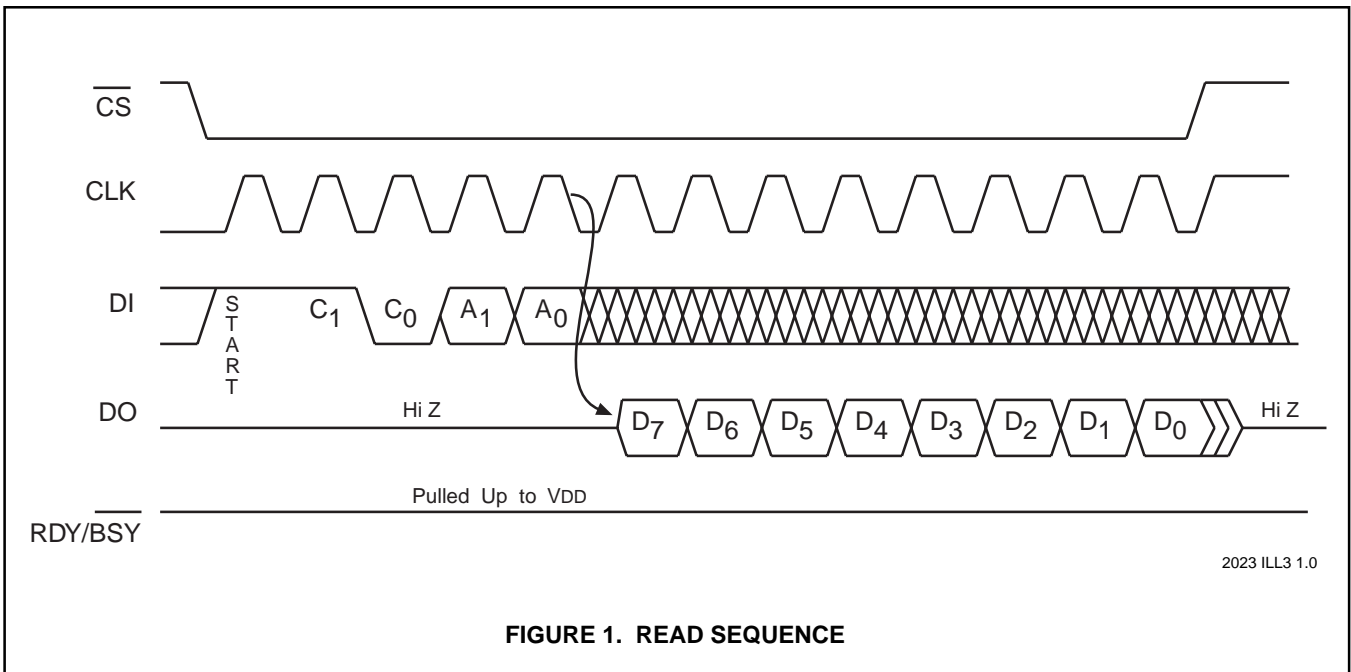 CS
CLK
DI
START
C1
C0
A1
A0
DO
Hi Z
D7
D6
D5
D4
D3
D2
D1
D0
Hi Z
Pulled Up to VDD
RDY/BSY
2023 ILL3 1.0
FIGURE 1. READ SEQUENCE